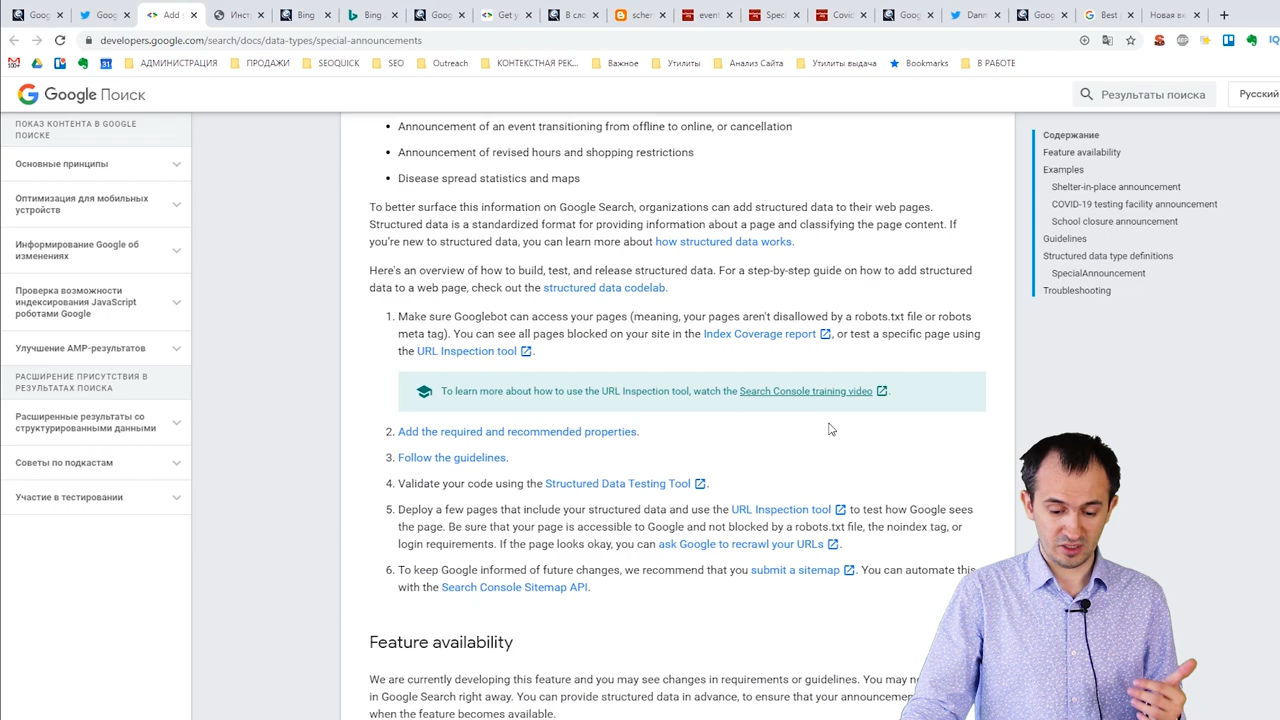 Goog
Goog
Add s
Инст
Bing
Bing
Goog
Get y
В сло
scher
event
Speci
Covid
Goog
Dann
Goog
Best
Новая вк
developers.google.com/search/docs/data-types/special-announcements
АДМИНИСТРАЦИЯ
ПРОДАЖИ
SEOQUICK
SEO
Outreach
КОНТЕКСТНАЯ РЕК...
Важное
Утилиты
Анализ Сайта
Утилиты выдача
Bookmarks
В РАБОТЕ
Google Поиск
Результаты поиска
Русский
ПОКАЗ КОНТЕНТА В GOOGLE
ПОИСКЕ
Основные принципы
Оптимизация для мобильных
устройств
Информирование Google об
изменениях
Проверка возможности
индексирования JavaScript
роботами Google
Улучшение AMP-результатов
РАСШИРЕНИЕ ПРИСУТСТВИЯ В
РЕЗУЛЬТАТАХ ПОИСКА
Расширенные результаты со
структурированными данными
Советы по подкастам
Участие в тестировании
• Announcement of an event transitioning from offline to online, or cancellation
• Announcement of revised hours and shopping restrictions
• Disease spread statistics and maps
To better surface this information on Google Search, organizations can add structured data to their web pages.
Structured data is a standardized format for providing information about a page and classifying the page content. If
you're new to structured data, you can learn more about how structured data works.
Here's an overview of how to build, test, and release structured data. For a step-by-step guide on how to add structured
data to a web page, check out the structured data codelab.
1. Make sure Googlebot can access your pages (meaning, your pages aren't disallowed by a robots.txt file or robots
meta tag). You can see all pages blocked on your site in the Index Coverage report, or test a specific page using
the URL Inspection tool.
To learn more about how to use the URL Inspection tool, watch the Search Console training video.
2. Add the required and recommended properties.
3. Follow the guidelines.
4. Validate your code using the Structured Data Testing Tool.
5. Deploy a few pages that include your structured data and use the URL Inspection tool to test how Google sees
the page. Be sure that your page is accessible to Google and not blocked by a robots.txt file, the noindex tag, or
login requirements. If the page looks okay, you can ask Google to recrawl your URLs.
6. To keep Google informed of future changes, we recommend that you submit a sitemap. You can automate this
with the Search Console Sitemap API.
Feature availability
We are currently developing this feature and you may see changes in requirements or guidelines. You may
in Google Search right away. You can provide structured data in advance, to ensure that your announcemen
when the feature becomes available.
Содержание
Feature availability
Examples
Shelter-in-place announcement
COVID-19 testing facility announcement
School closure announcement
Guidelines
Structured data type definitions
SpecialAnnouncement
Troubleshooting